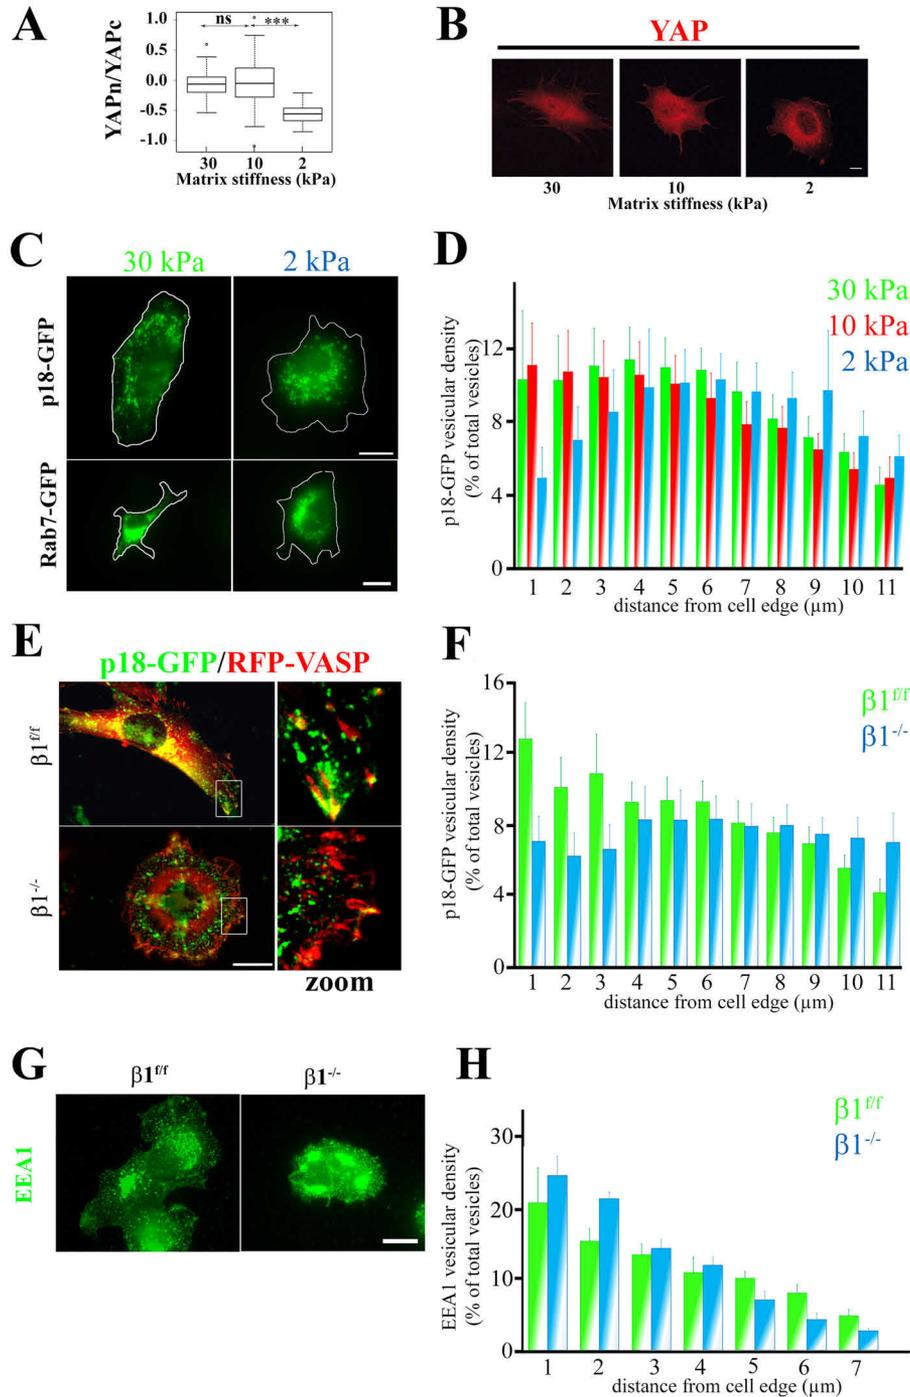 A
YAPn/YAPc
1.0
0.5
0.0
-0.5
-1.0
ns
***
30 10 2
Matrix stiffness (kPa)
B
YAP
30 10 2
Matrix stiffness (kPa)
C
30 kPa 2 kPa
p18-GFP
Rab7-GFP
D
p18-GFP vesicular density
(% of total vesicles)
30 kPa
10 kPa
2 kPa
12
8
4
0
1 2 3 4 5 6 7 8 9 10 11
distance from cell edge (µm)
E
p18-GFP/RFP-VASP
β1f/f
β1-/-
zoom
F
p18-GFP vesicular density
(% of total vesicles)
16
12
8
4
0
β1f/f
β1-/-
1 2 3 4 5 6 7 8 9 10 11
distance from cell edge (µm)
G
β1f/f β1-/-
EEA1
H
EEA1 vesicular density
(% of total vesicles)
30
20
10
0
β1f/f
β1-/-
1 2 3 4 5 6 7
distance from cell edge (µm)